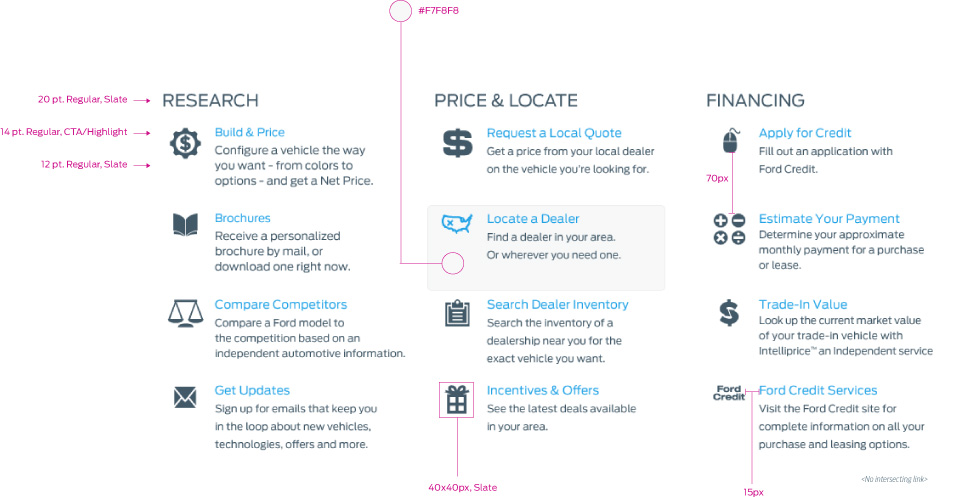 #F7F8F8
20 pt. Regular, Slate
14 pt. Regular, CTA/Highlight
12 pt. Regular, Slate
RESEARCH
Build & Price
Configure a vehicle the way
you want - from colors to
options - and get a Net Price.
Brochures
Receive a personalized
brochure by mail, or
download one right now.
Compare Competitors
Compare a Ford model to
the competition based on an
independent automotive information.
Get Updates
Sign up for emails that keep you
in the loop about new vehicles,
technologies, offers and more.
PRICE & LOCATE
Request a Local Quote
Get a price from your local dealer
on the vehicle you're looking for.
Locate a Dealer
Find a dealer in your area.
Or wherever you need one.
Search Dealer Inventory
Search the inventory of a
dealership near you for the
exact vehicle you want.
Incentives & Offers
See the latest deals available
in your area.
40x40px, Slate
FINANCING
Apply for Credit
Fill out an application with
Ford Credit.
70px
Estimate Your Payment
Determine your approximate
monthly payment for a purchase
or lease.
Trade-In Value
Look up the current market value
of your trade-in vehicle with
Intelliprice™ an Independent service
Ford
Credit
Ford Credit Services
Visit the Ford Credit site for
complete information on all your
purchase and leasing options.
<No intersecting link>
15px